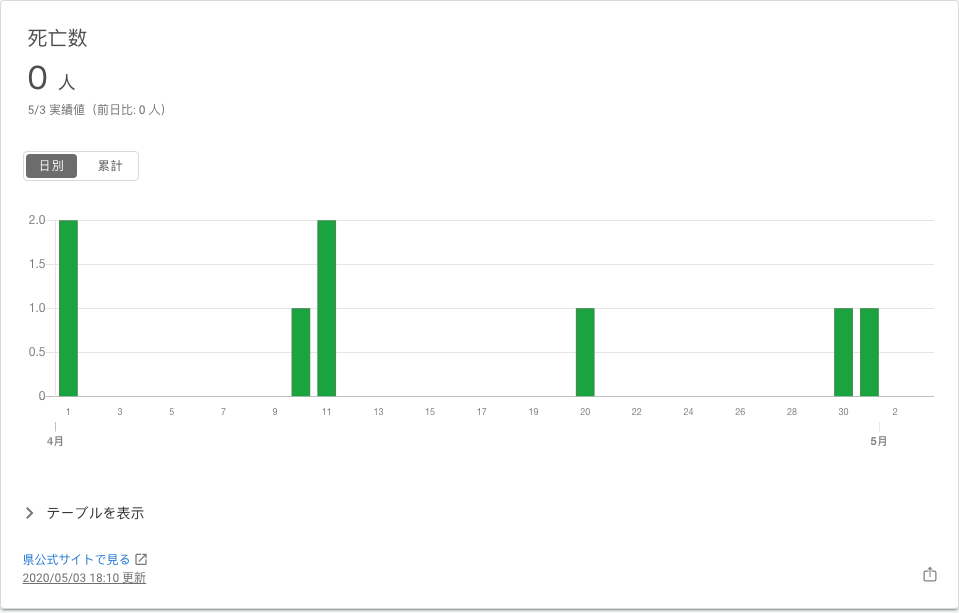 死亡数
0 人
5/3 実績値（前日比: 0 人）
日別 累計
2.0
1.5
1.0
0.5
0
1 3 5 7 9 11 13 15 17 19 20 22 24 26 28 30 2
4月 5月
テーブルを表示
県公式サイトで見る
2020/05/03 18:10 更新